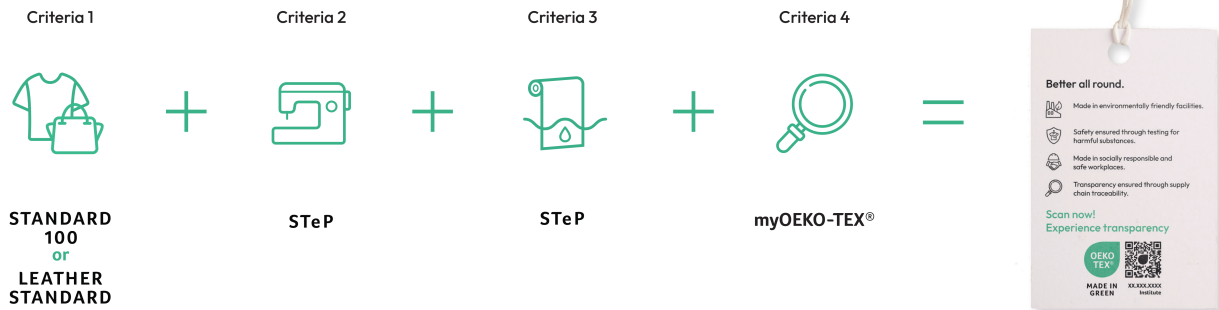 Criteria 1
Criteria 2
Criteria 3
Criteria 4
STANDARD
100
or
LEATHER
STANDARD
STeP
STeP
myOEKO-TEX®
Better all round.
Made in environmentally friendly facilities.
Safety ensured through testing for
harmful substances.
Made in socially responsible and
safe workplaces.
Transparency ensured through supply
chain traceability.
Scan now!
Experience transparency
OEKO
TEX®
MADE IN
GREEN
XX.XXX.XXXX
Institute